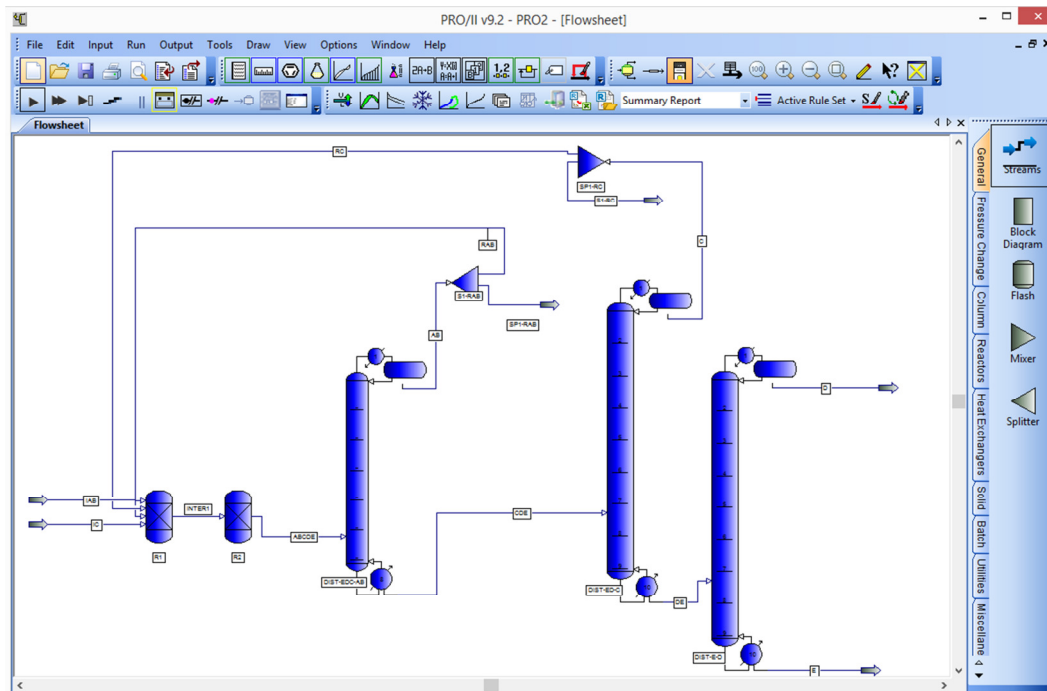 PRO/II v9.2 - PRO2 - [Flowsheet]
File Edit Input Run Output Tools Draw View Options Window Help
Summary Report
Active Rule Set
Flowsheet
RC
SP1-RC
S1-RC
C
RAB
S1-RAB
SP1-RAB
AB
D
IAB
IC
INTER1
R1
R2
ABCDE
CDE
DIST-EDC-AB
DIST-ED-C
DE
DIST-E-D
E
General
Pressure Change
Column
Reactors
Heat Exchangers
Solid
Batch
Utilities
Miscellane
Streams
Block
Diagram
Flash
Mixer
Splitter